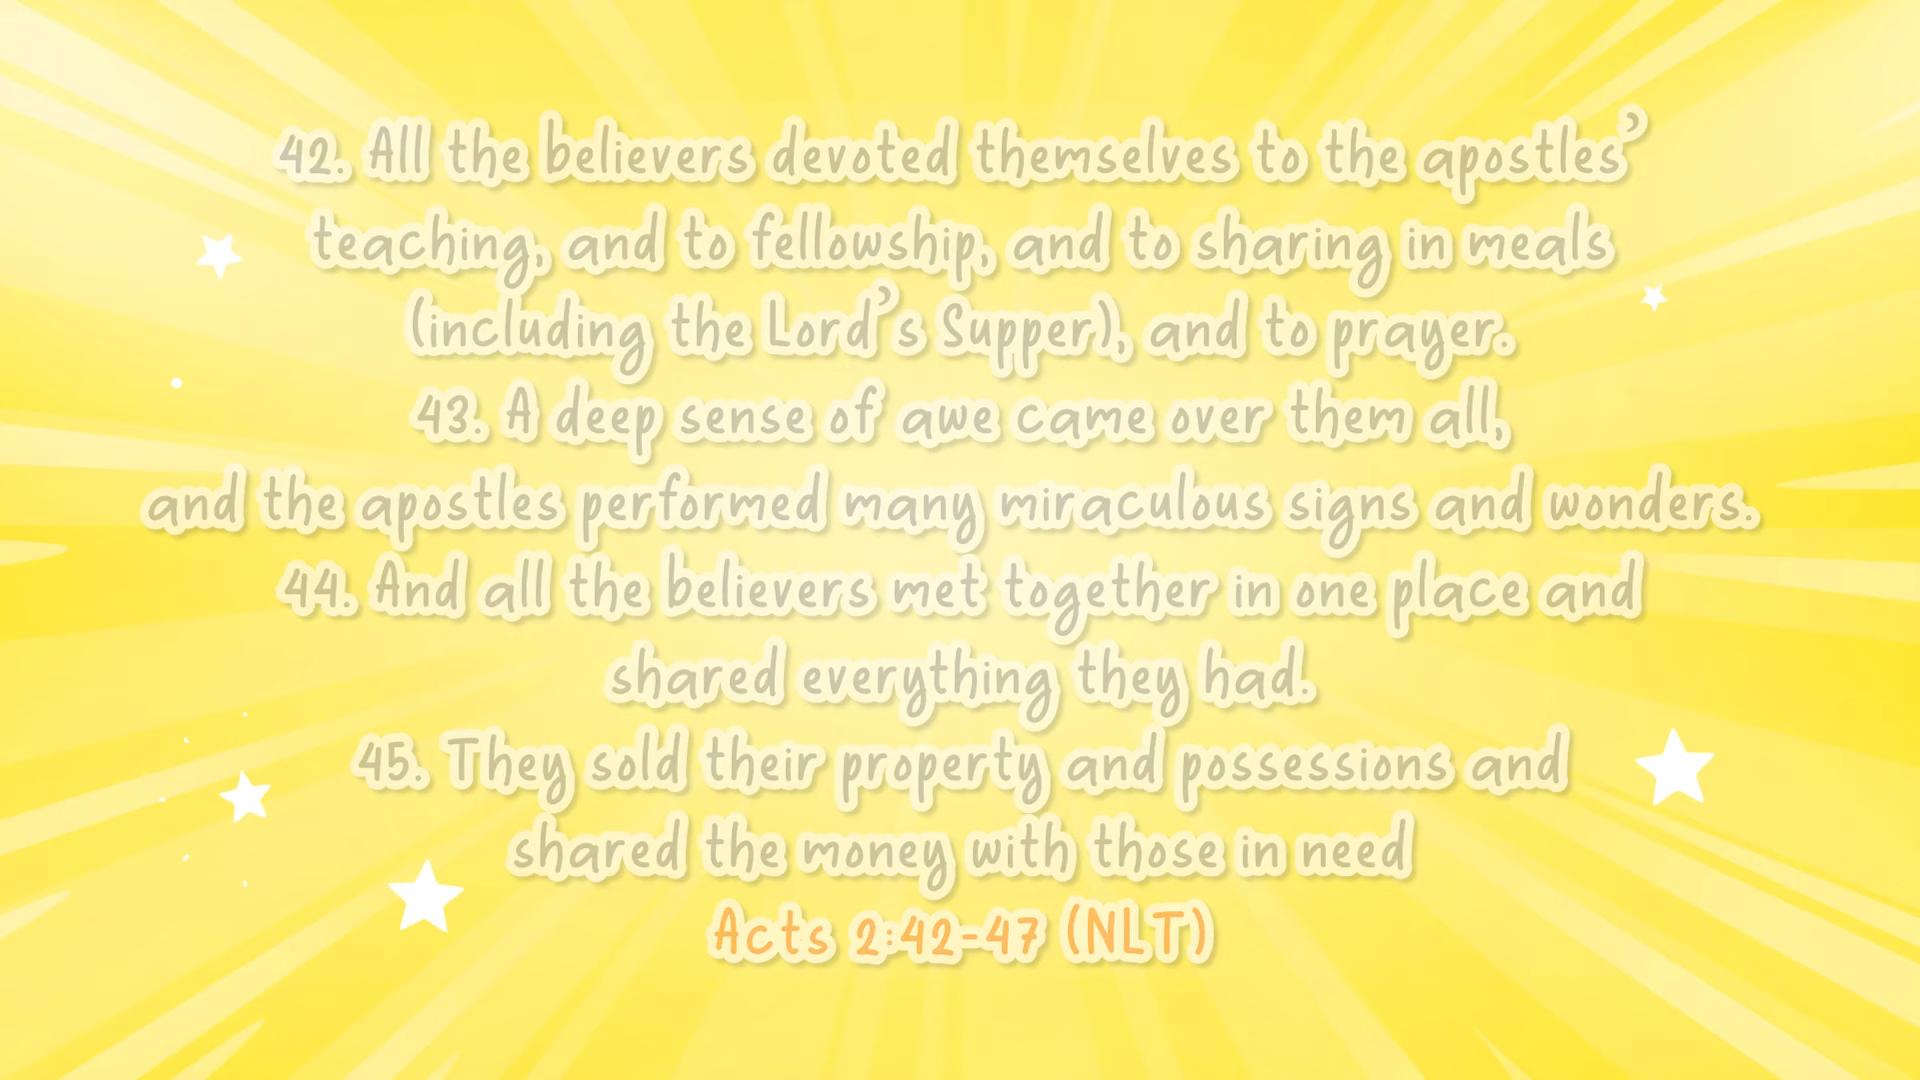 42. All the believers devoted themselves to the apostles’
teaching, and to fellowship, and to sharing in meals
(including the Lord’s Supper), and to prayer.
43. A deep sense of awe came over them all,
and the apostles performed many miraculous signs and wonders.
44. And all the believers met together in one place and
shared everything they had.
45. They sold their property and possessions and
shared the money with those in need
Acts 2:42-47 (NLT)